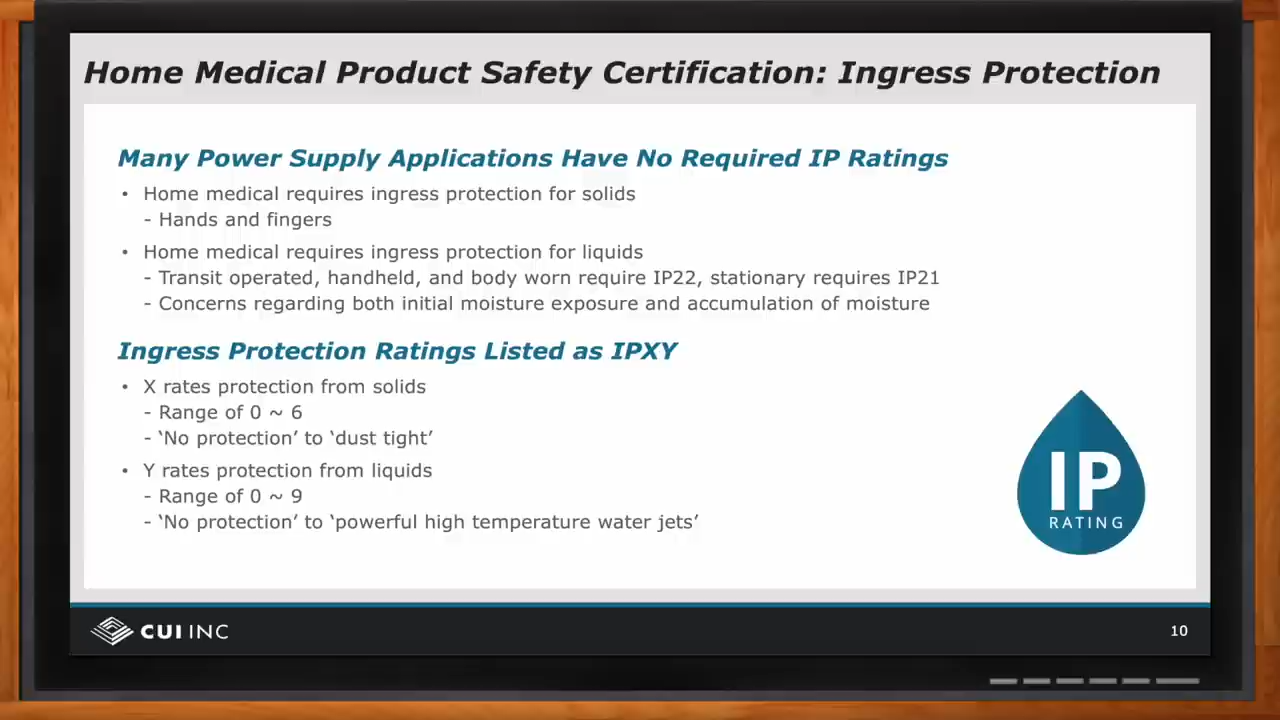 Home Medical Product Safety Certification: Ingress Protection
Many Power Supply Applications Have No Required IP Ratings
• Home medical requires ingress protection for solids
- Hands and fingers
• Home medical requires ingress protection for liquids
- Transit operated, handheld, and body worn require IP22, stationary requires IP21
- Concerns regarding both initial moisture exposure and accumulation of moisture
Ingress Protection Ratings Listed as IPXY
• X rates protection from solids
- Range of 0 ~ 6
- ‘No protection’ to ‘dust tight’
• Y rates protection from liquids
- Range of 0 ~ 9
- ‘No protection’ to ‘powerful high temperature water jets’
IP
RATING
CUI INC
10